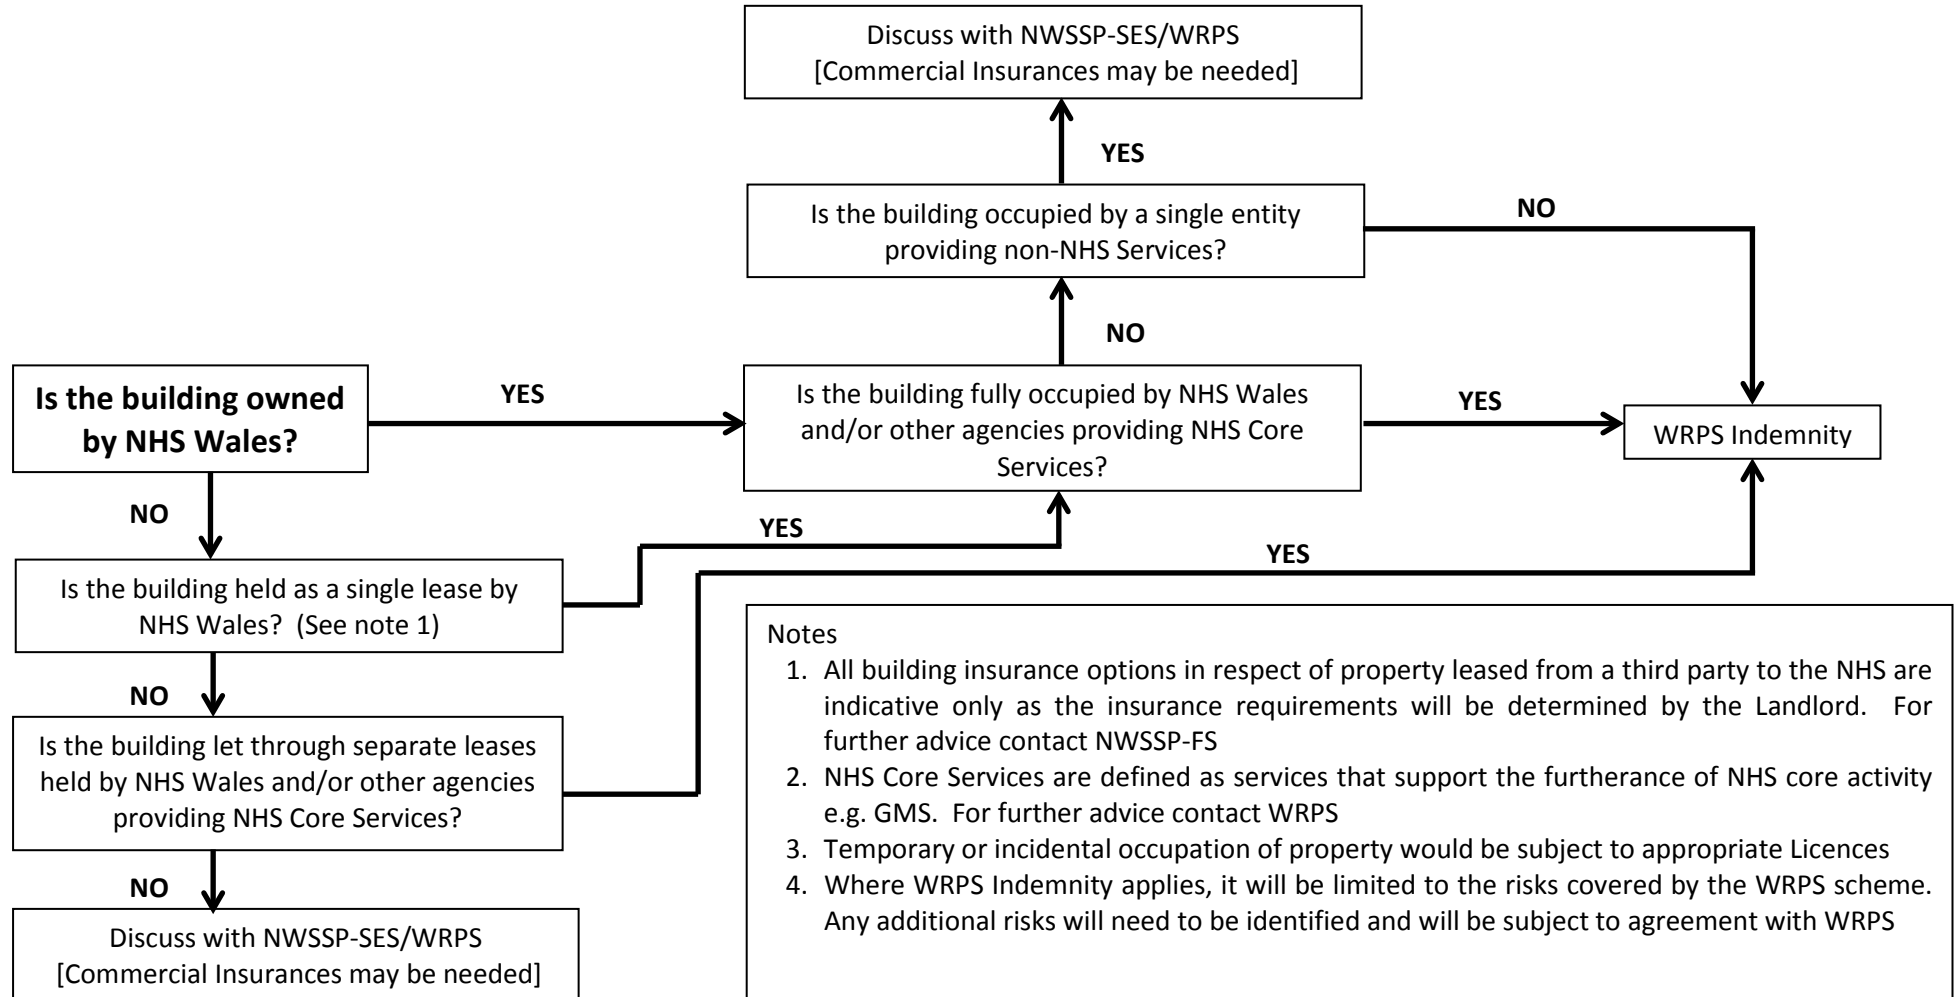 Discuss with NWSSP-SES/WRPS
[Commercial Insurances may be needed]
YES
Is the building occupied by a single entity
providing non-NHS Services?
NO
NO
Is the building owned
by NHS Wales?
YES
Is the building fully occupied by NHS Wales
and/or other agencies providing NHS Core
Services?
YES
WRPS Indemnity
NO
YES
YES
Is the building held as a single lease by
NHS Wales?  (See note 1)
NO
Is the building let through separate leases
held by NHS Wales and/or other agencies
providing NHS Core Services?
NO
Discuss with NWSSP-SES/WRPS
[Commercial Insurances may be needed]
Notes
1. All building insurance options in respect of property leased from a third party to the NHS are
indicative only as the insurance requirements will be determined by the Landlord. For
further advice contact NWSSP-FS
2. NHS Core Services are defined as services that support the furtherance of NHS core activity
e.g. GMS. For further advice contact WRPS
3. Temporary or incidental occupation of property would be subject to appropriate Licences
4. Where WRPS Indemnity applies, it will be limited to the risks covered by the WRPS scheme.
Any additional risks will need to be identified and will be subject to agreement with WRPS